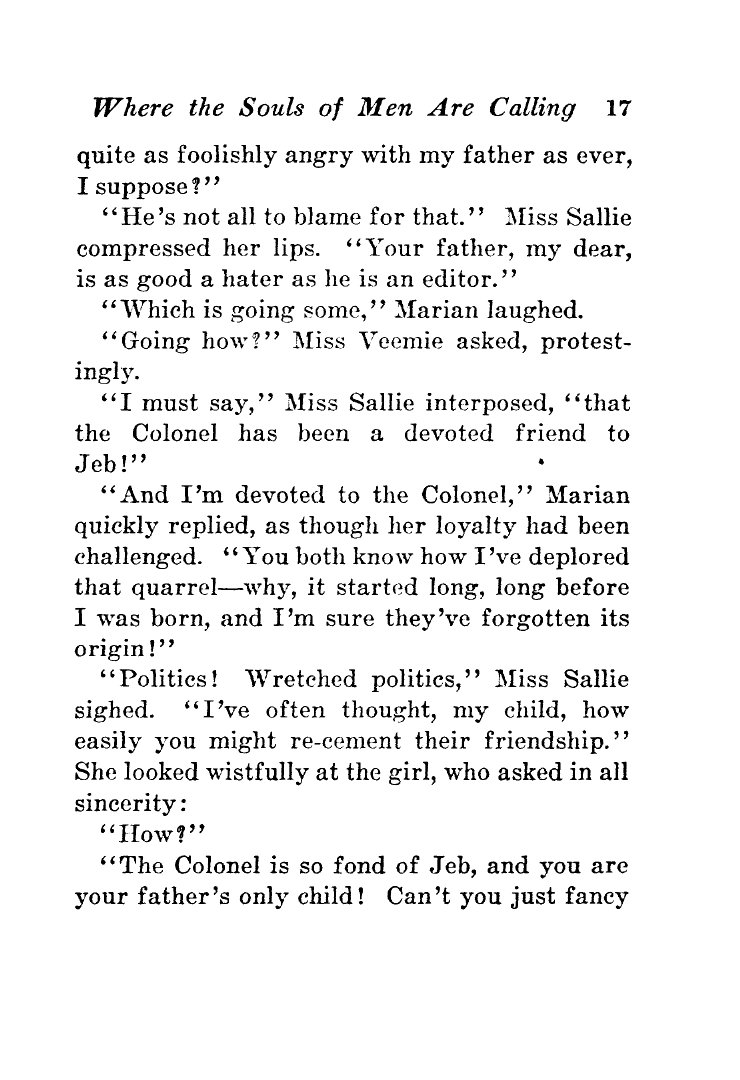 Where the Souls of Men Are Calling 17
quite as foolishly angry with my father as ever,
I suppose?"
"He's not all to blame for that." Miss Sallie
compressed her lips. "Your father, my dear,
is as good a hater as he is an editor."
"Which is going some," Marian laughed.
"Going how?" Miss Veemie asked, protest-
ingly.
"I must say," Miss Sallie interposed, "that
the Colonel has been a devoted friend to
Jeb!"
"And I'm devoted to the Colonel," Marian
quickly replied, as though her loyalty had been
challenged. "You both know how I've deplored
that quarrel—why, it started long, long before
I was born, and I'm sure they've forgotten its
origin!"
"Politics! Wretched politics," Miss Sallie
sighed. "I've often thought, my child, how
easily you might re-cement their friendship."
She looked wistfully at the girl, who asked in all
sincerity:
"How?"
"The Colonel is so fond of Jeb, and you are
your father's only child! Can't you just fancy